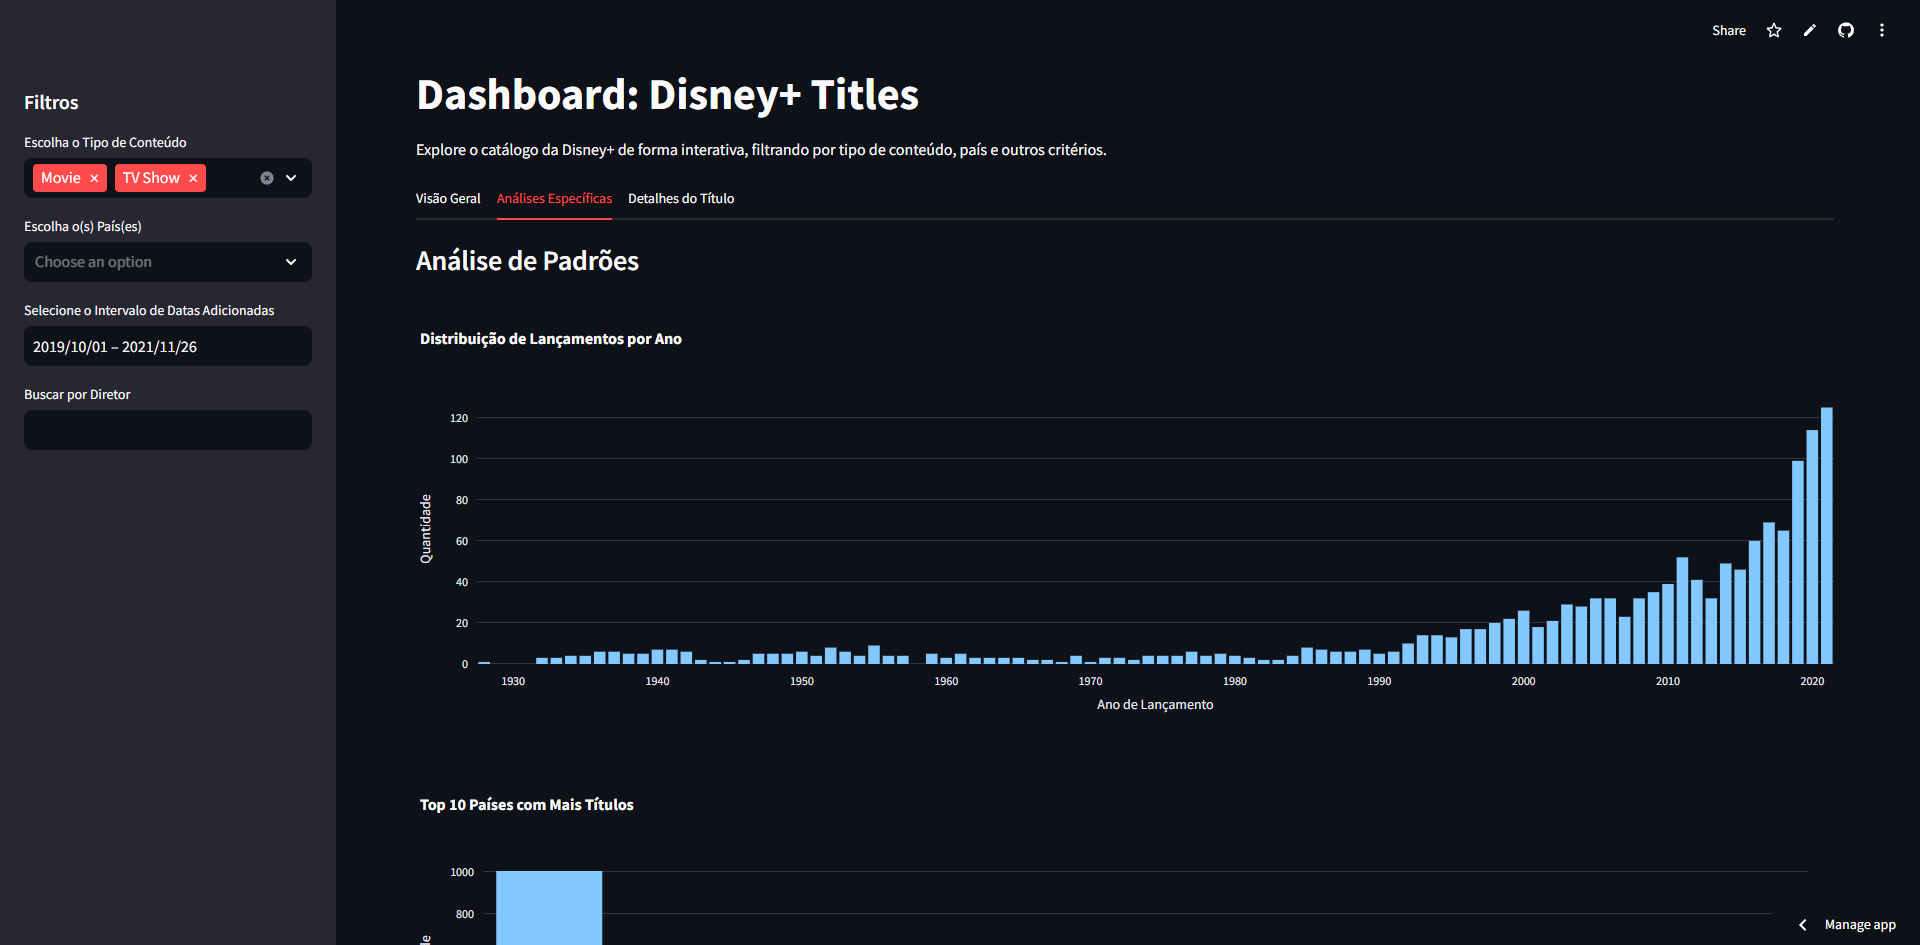 Share
Filtros
Escolha o Tipo de Conteúdo
Movie TV Show
Escolha o(s) País(es)
Choose an option
Selecione o Intervalo de Datas Adicionadas
2019/10/01 – 2021/11/26
Buscar por Diretor
Dashboard: Disney+ Titles
Explore o catálogo da Disney+ de forma interativa, filtrando por tipo de conteúdo, país e outros critérios.
Visão Geral Análises Específicas Detalhes do Título
Análise de Padrões
Distribuição de Lançamentos por Ano
120
100
80
60
40
20
0
Quantidade
1930 1940 1950 1960 1970 1980 1990 2000 2010 2020
Ano de Lançamento
Top 10 Países com Mais Títulos
1000
800
Manage app